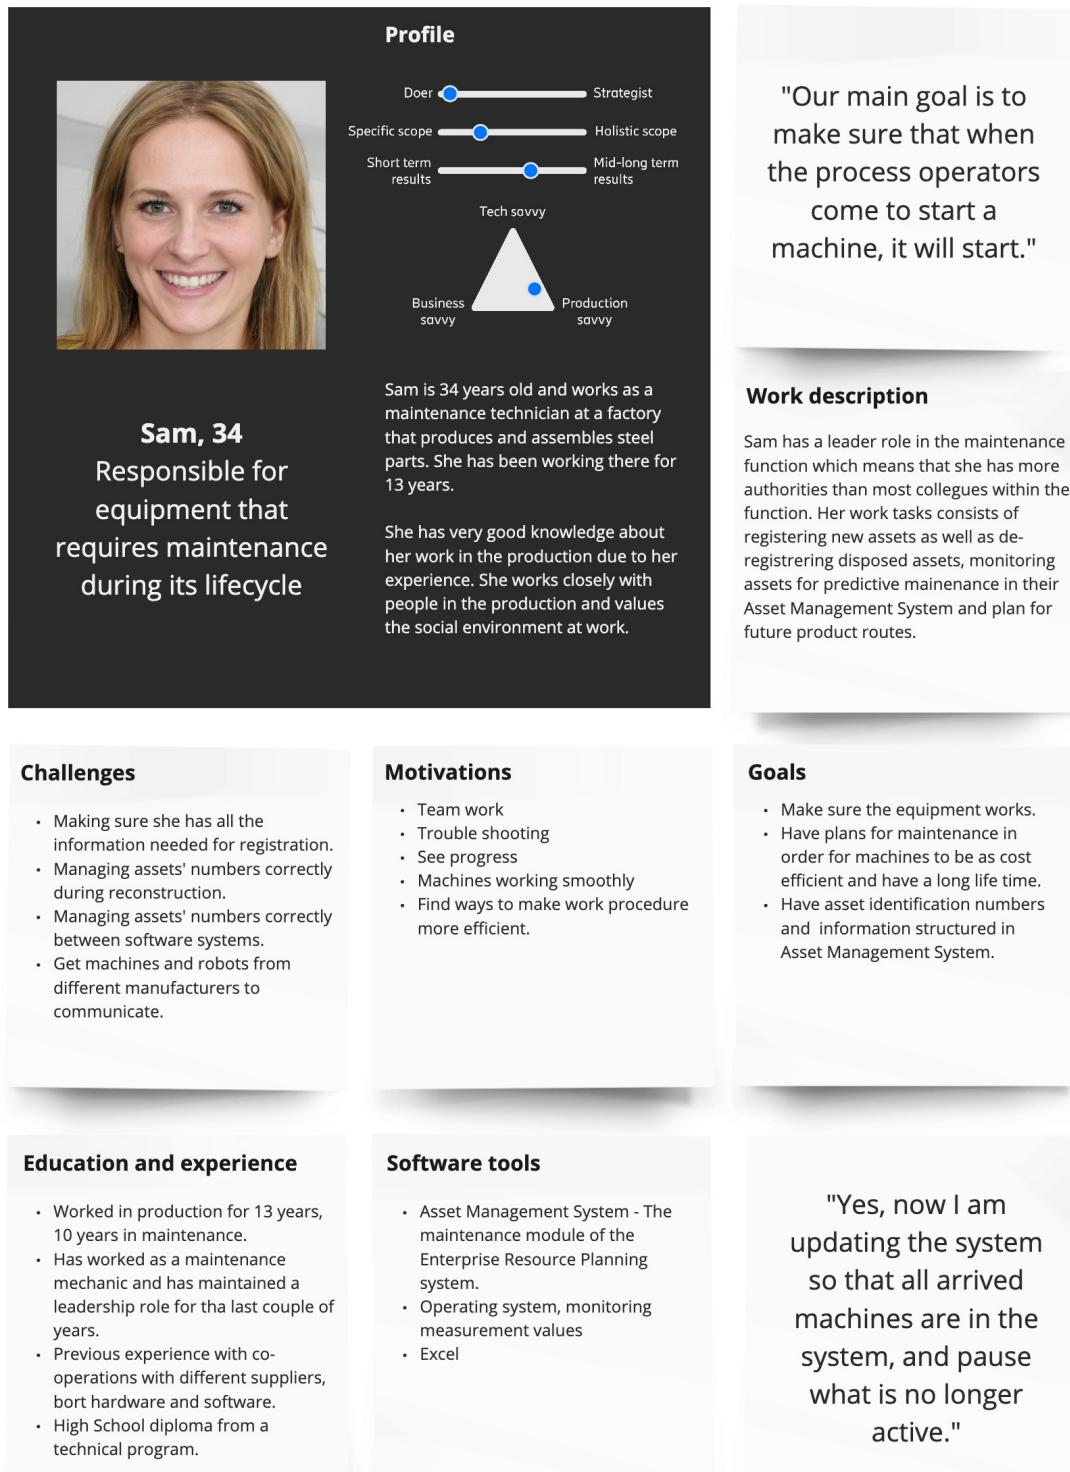 Profile
Doer
Strategist
Specific scope
Holistic scope
Short term
results
Mid-long term
results
Tech savvy
Business
savvy
Production
savvy
Sam, 34
Responsible for
equipment that
requires maintenance
during its lifecycle
Sam is 34 years old and works as a
maintenance technician at a factory
that produces and assembles steel
parts. She has been working there for
13 years.
She has very good knowledge about
her work in the production due to her
experience. She works closely with
people in the production and values
the social environment at work.
"Our main goal is to
make sure that when
the process operators
come to start a
machine, it will start."
Work description
Sam has a leader role in the maintenance
function which means that she has more
authorities than most collegues within the
function. Her work tasks consists of
registering new assets as well as de-
registrering disposed assets, monitoring
assets for predictive mainenance in their
Asset Management System and plan for
future product routes.
Challenges
• Making sure she has all the
information needed for registration.
• Managing assets' numbers correctly
during reconstruction.
• Managing assets' numbers correctly
between software systems.
• Get machines and robots from
different manufacturers to
communicate.
Motivations
• Team work
• Trouble shooting
• See progress
• Machines working smoothly
• Find ways to make work procedure
more efficient.
Goals
• Make sure the equipment works.
• Have plans for maintenance in
order for machines to be as cost
efficient and have a long life time.
• Have asset identification numbers
and  information structured in
Asset Management System.
Education and experience
• Worked in production for 13 years,
10 years in maintenance.
• Has worked as a maintenance
mechanic and has maintained a
leadership role for tha last couple of
years.
• Previous experience with co-
operations with different suppliers,
bort hardware and software.
• High School diploma from a
technical program.
Software tools
• Asset Management System - The
maintenance module of the
Enterprise Resource Planning
system.
• Operating system, monitoring
measurement values
• Excel
"Yes, now I am
updating the system
so that all arrived
machines are in the
system, and pause
what is no longer
active."